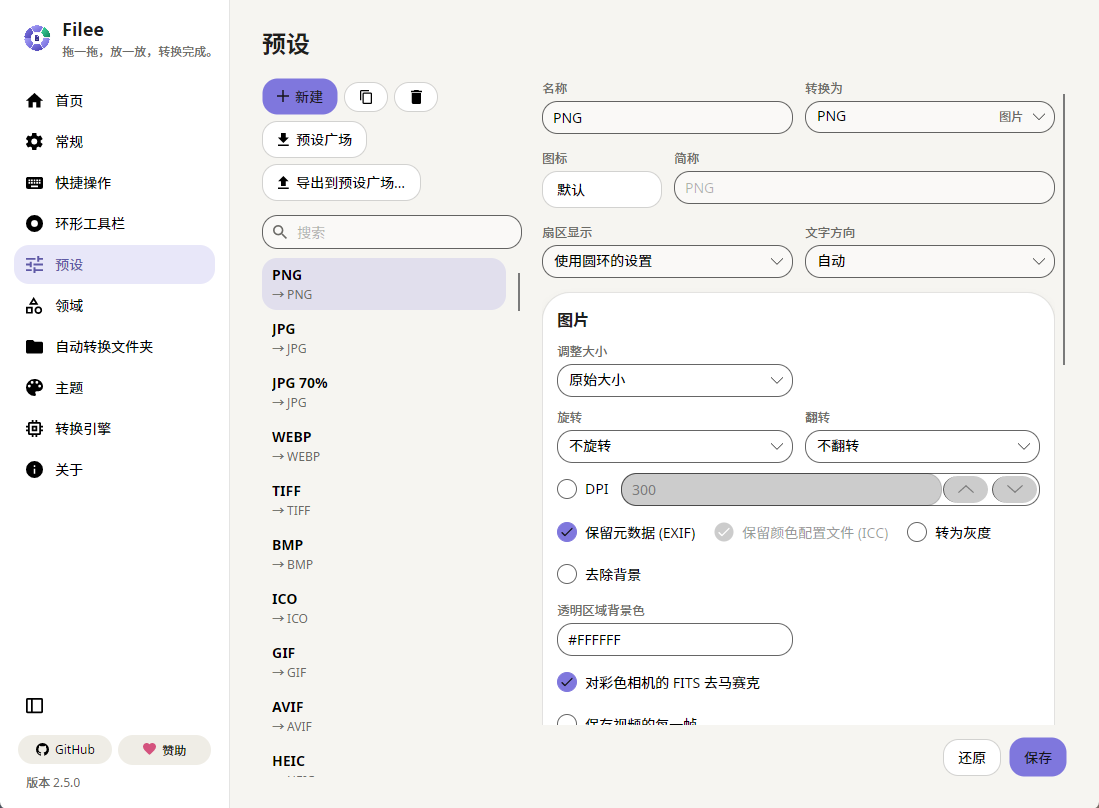 Filee
拖一拖，放一放，转换完成。
首页
常规
快捷操作
环形工具栏
预设
领域
自动转换文件夹
主题
转换引擎
关于
GitHub
赞助
版本 2.5.0
预设
新建
预设广场
导出到预设广场...
搜索
PNG
→ PNG
JPG
→ JPG
JPG 70%
→ JPG
WEBP
→ WEBP
TIFF
→ TIFF
BMP
→ BMP
ICO
→ ICO
GIF
→ GIF
AVIF
→ AVIF
HEIC
名称
PNG
转换为
PNG 图片
图标
默认
简称
PNG
扇区显示
使用圆环的设置
文字方向
自动
图片
调整大小
原始大小
旋转
不旋转
翻转
不翻转
DPI 300
保留元数据 (EXIF) 保留颜色配置文件 (ICC) 转为灰度
去除背景
透明区域背景色
#FFFFFF
对彩色相机的 FITS 去马赛克
保存视频的每一帧
还原
保存